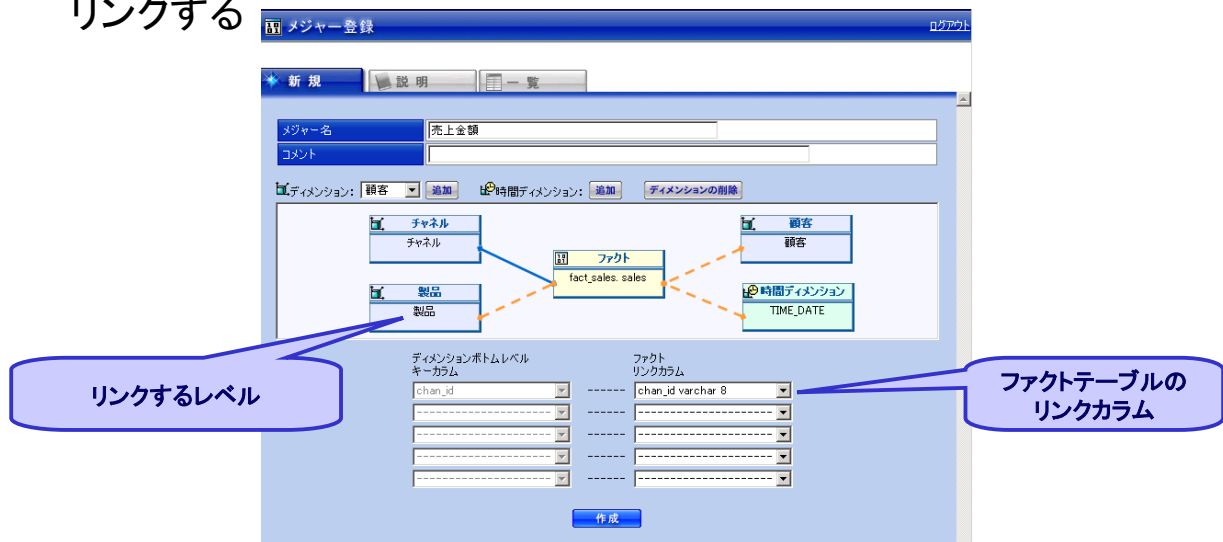 リンクする
メジャー登録
ログアウト
新規
説明
一覧
メジャー名
売上金額
コメント
ディメンション:
顧客
追加
時間ディメンション:
追加
ディメンションの削除
チャネル
チャネル
顧客
顧客
ファクト
fact_sales. sales
製品
製品
時間ディメンション
TIME_DATE
リンクするレベル
ディメンションボトムレベル
キーカラム
ファクト
リンクカラム
chan_id
------
chan_id varchar 8
ファクトテーブルの
リンクカラム
--------------------
------
--------------------
--------------------
------
--------------------
--------------------
------
--------------------
--------------------
------
--------------------
作成